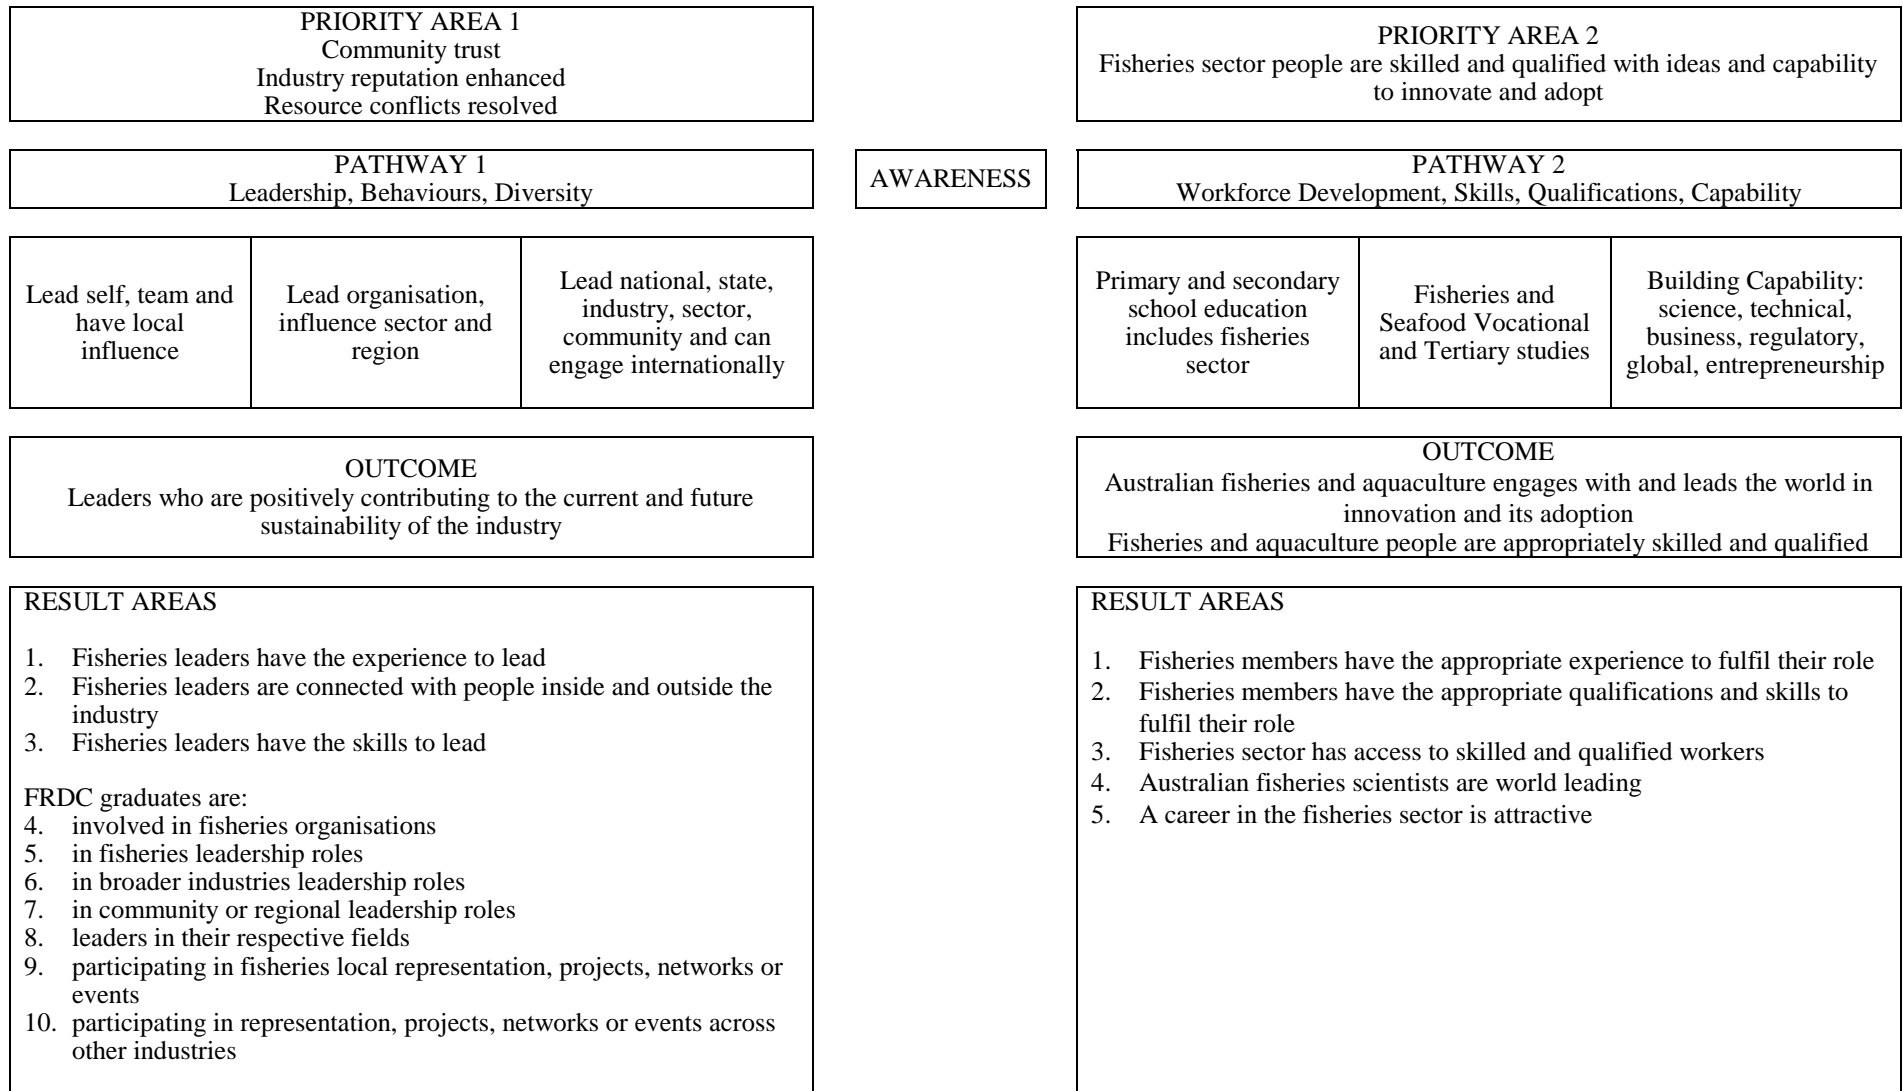 PRIORITY AREA 1
Community trust
Industry reputation enhanced
Resource conflicts resolved
PRIORITY AREA 2
Fisheries sector people are skilled and qualified with ideas and capability
to innovate and adopt
PATHWAY 1
Leadership, Behaviours, Diversity
AWARENESS
PATHWAY 2
Workforce Development, Skills, Qualifications, Capability
Lead self, team and
have local
influence
Lead organisation,
influence sector and
region
Lead national, state,
industry, sector,
community and can
engage internationally
Primary and secondary
school education
includes fisheries
sector
Fisheries and
Seafood Vocational
and Tertiary studies
Building Capability:
science, technical,
business, regulatory,
global, entrepreneurship
OUTCOME
Leaders who are positively contributing to the current and future
sustainability of the industry
OUTCOME
Australian fisheries and aquaculture engages with and leads the world in
innovation and its adoption
Fisheries and aquaculture people are appropriately skilled and qualified
RESULT AREAS
1. Fisheries leaders have the experience to lead
2. Fisheries leaders are connected with people inside and outside the
industry
3. Fisheries leaders have the skills to lead
FRDC graduates are:
4. involved in fisheries organisations
5. in fisheries leadership roles
6. in broader industries leadership roles
7. in community or regional leadership roles
8. leaders in their respective fields
9. participating in fisheries local representation, projects, networks or
events
10. participating in representation, projects, networks or events across
other industries
RESULT AREAS
1. Fisheries members have the appropriate experience to fulfil their role
2. Fisheries members have the appropriate qualifications and skills to
fulfil their role
3. Fisheries sector has access to skilled and qualified workers
4. Australian fisheries scientists are world leading
5. A career in the fisheries sector is attractive